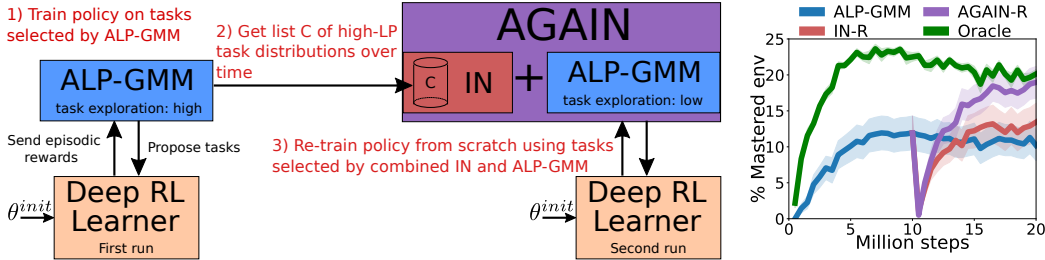 1) Train policy on tasks
selected by ALP-GMM
ALP-GMM
task exploration: high
Send episodic
rewards
Propose tasks
Deep RL
Learner
First run
θ^{init}
2) Get list C of high-LP
task distributions over
time
AGAIN
C
IN
+
ALP-GMM
task exploration: low
3) Re-train policy from scratch using tasks
selected by combined IN and ALP-GMM
θ^{init}
Deep RL
Learner
Second run
ALP-GMM
IN-R
AGAIN-R
Oracle
% Mastered env
25
20
15
10
5
0
0
5
10
15
20
Million steps